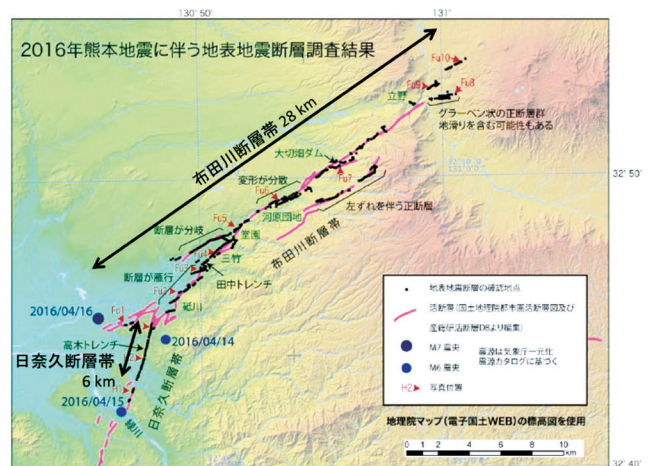 130 50
131
2016年熊本地震に伴う地表地震断層調査結果
Fu10
Fu9
Fu8
立野
グラーベン状の正断層群
地滑りを含む可能性もある
布田川断層帯 28 km
大切畑ダム
変形が分散
Fu7
32 50
Fu6
河原団地
左ずれを伴う正断層
断層が分岐
Fu5
堂園
布田川断層帯
Fu4
三竹
Fu3
断層が雁行
田中トレンチ
Fu2
砥川
2016/04/16
Fu1
2016/04/14
高木トレンチ
日奈久断層帯
6 km
日奈久断層帯
2016/04/15
緑川
地表地震断層の確認地点
活断層(国土地理院都市圏活断層図及び
産総研活断層DBより編集)
M7 震央
M6 震央
震源は気象庁一元化
震源カタログに基づく
H2 写真位置
地理院マップ(電子国土WEB)の標高図を使用
0 1 2 4 6 8 10
km
32 40